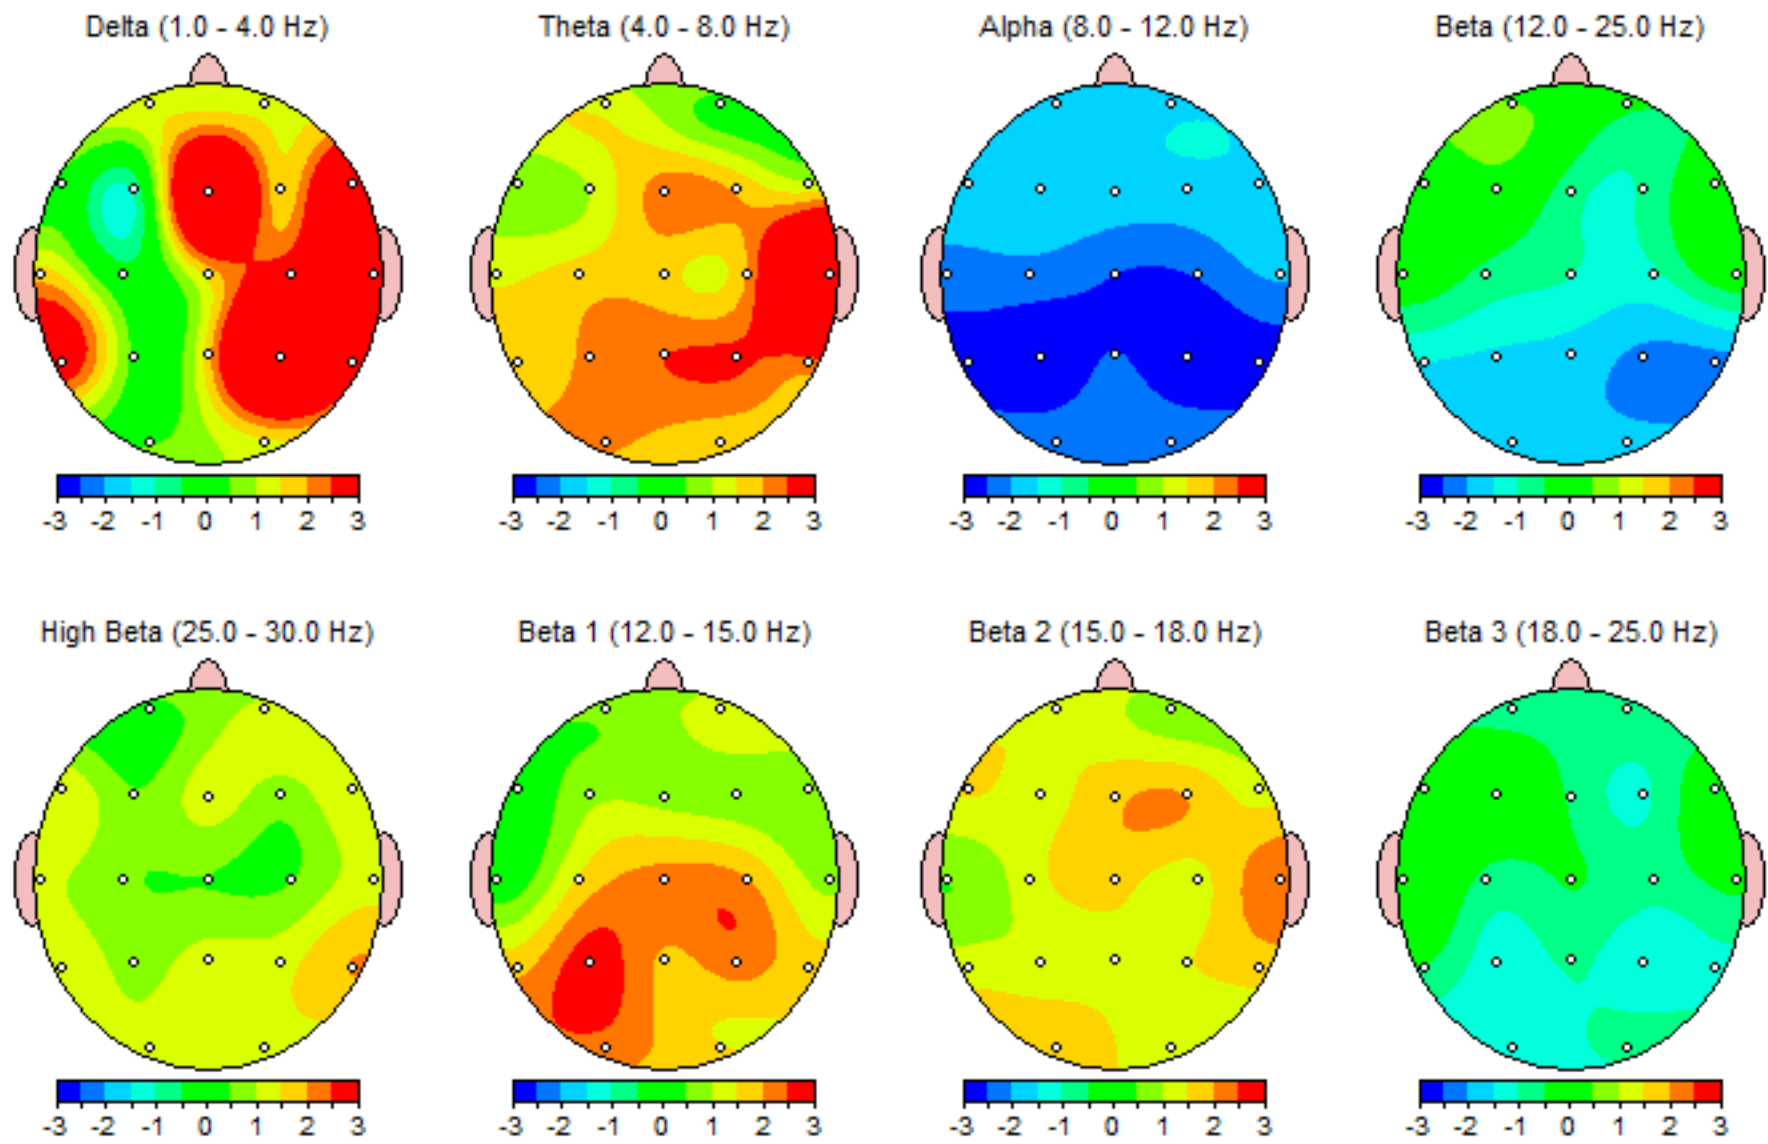 Delta (1.0 - 4.0 Hz) Theta (4.0 - 8.0 Hz) Alpha (8.0 - 12.0 Hz) Beta (12.0 - 25.0 Hz)
-3 -2 -1 0 1 2 3 -3 -2 -1 0 1 2 3 -3 -2 -1 0 1 2 3 -3 -2 -1 0 1 2 3
High Beta (25.0 - 30.0 Hz) Beta 1 (12.0 - 15.0 Hz) Beta 2 (15.0 - 18.0 Hz) Beta 3 (18.0 - 25.0 Hz)
-3 -2 -1 0 1 2 3 -3 -2 -1 0 1 2 3 -3 -2 -1 0 1 2 3 -3 -2 -1 0 1 2 3